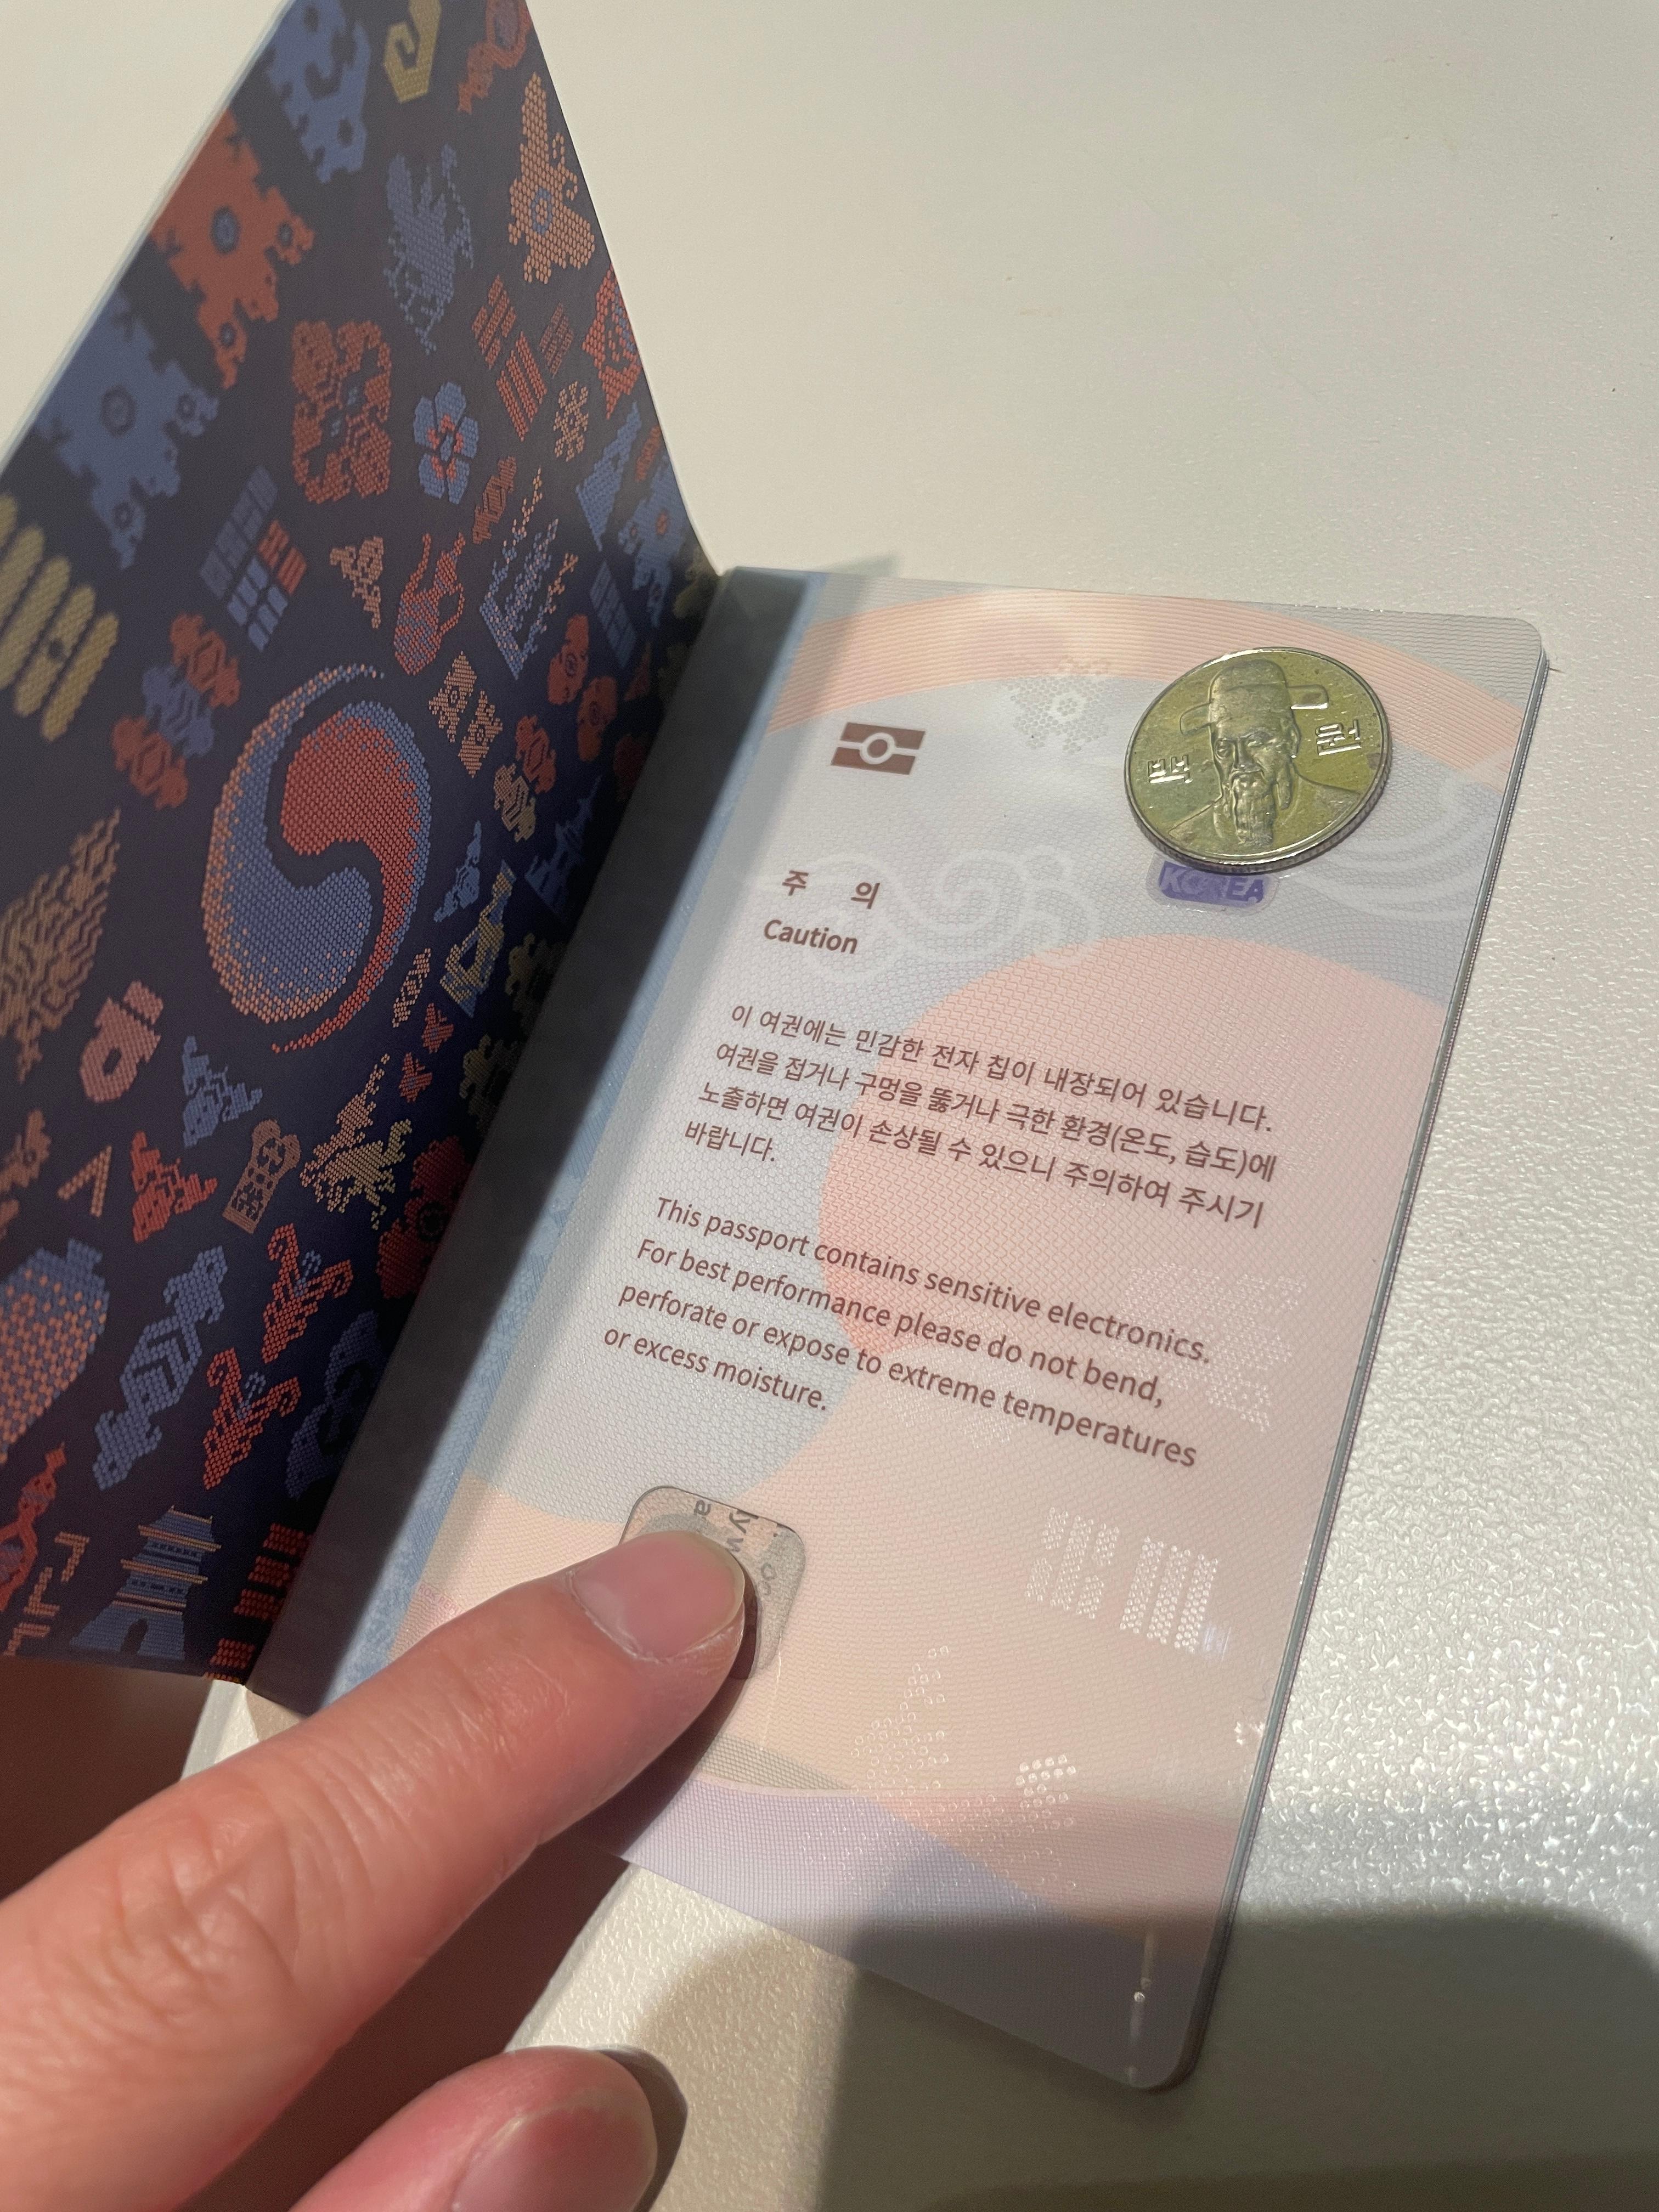 백 원
KOREA
주 의
Caution
이 여권에는 민감한 전자 칩이 내장되어 있습니다.
여권을 접거나 구멍을 뚫거나 극한 환경(온도, 습도)에
노출하면 여권이 손상될 수 있으니 주의하여 주시기
바랍니다.
This passport contains sensitive electronics.
For best performance please do not bend,
perforate or expose to extreme temperatures
or excess moisture.